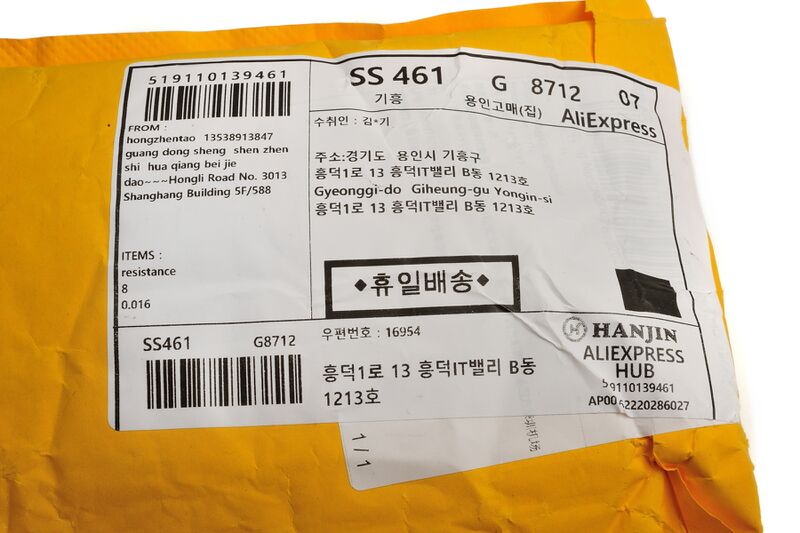 519110139461
SS 461
기흥
G 8712 07
용인고매(집)
AliExpress
FROM :
hongzhentao 13538913847
guang dong sheng shen zhen
shi hua qiang bei jie
dao~~~Hongli Road No. 3013
Shanghang Building 5F/588
수취인 : 김*기
주소:경기도 용인시 기흥구
흥덕1로 13 흥덕IT밸리 B동 1213호
Gyeonggi-do Giheung-gu Yongin-si
흥덕1로 13 흥덕IT밸리 B동 1213호
ITEMS :
resistance
8
0.016
◆휴일배송◆
SS461 G8712
우편번호 : 16954
흥덕1로 13 흥덕IT밸리 B동
1213호
HANJIN
ALIEXPRESS
HUB
519110139461
AP0062220286027
1 / 1